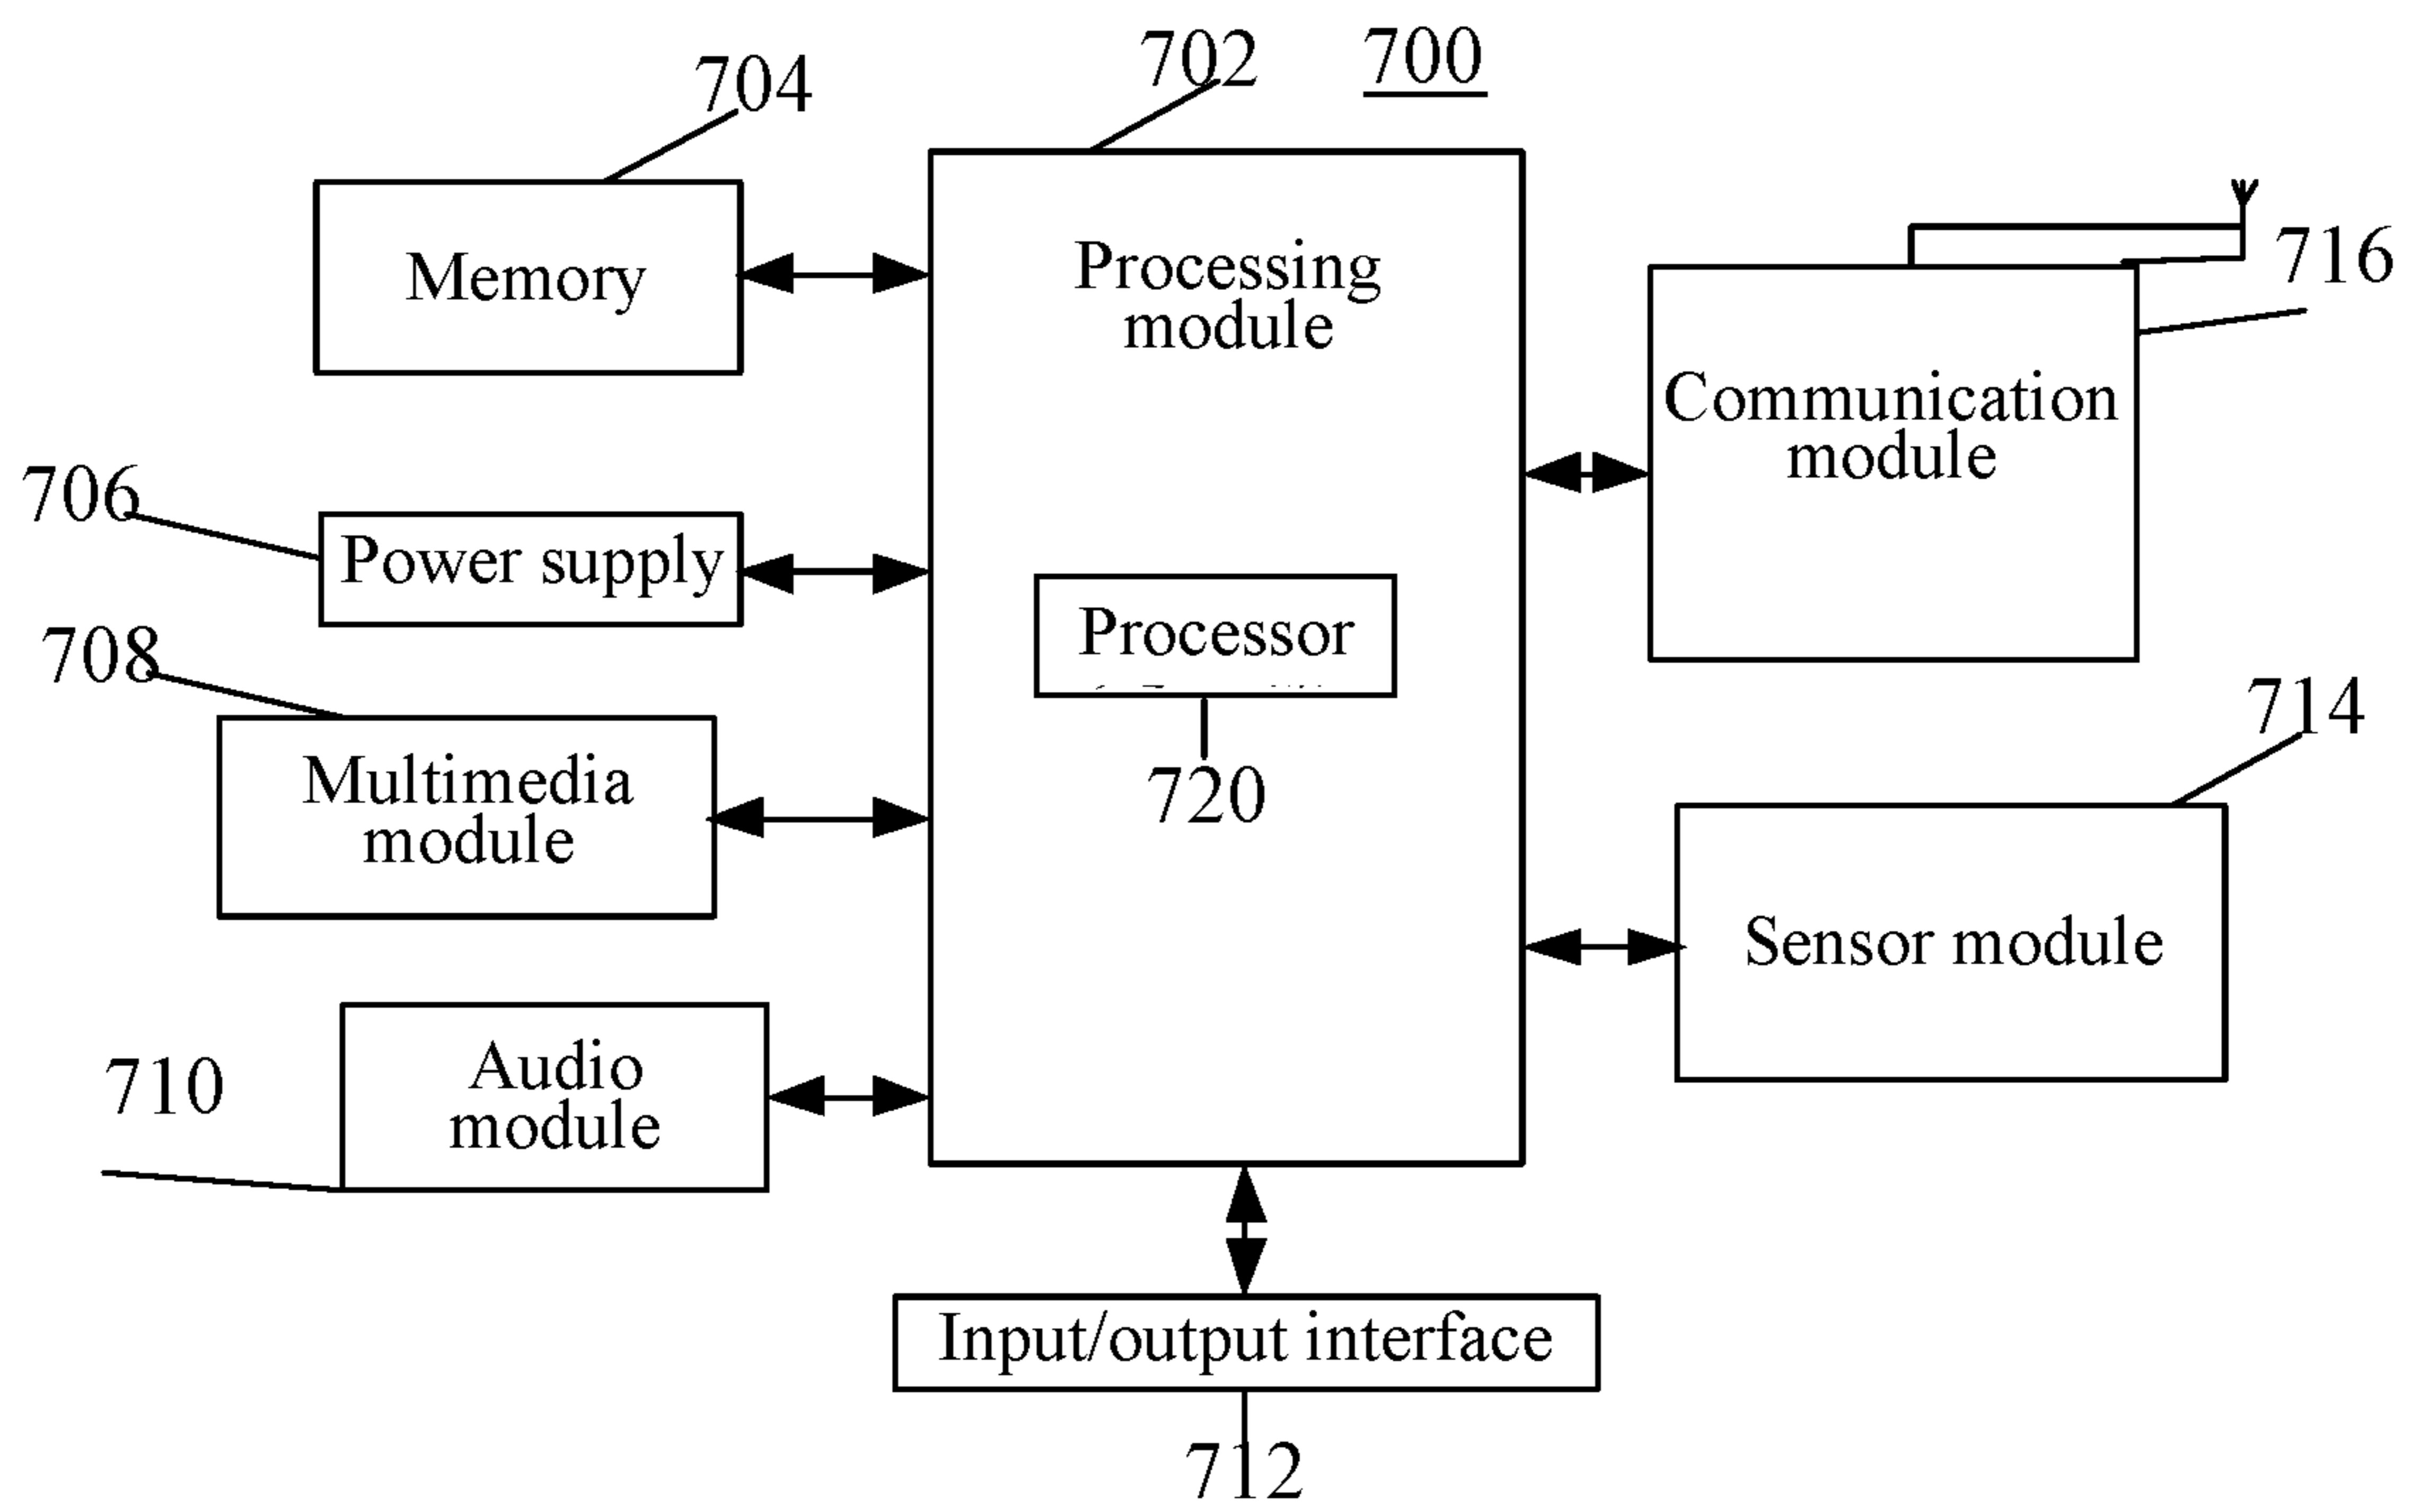 702
700
704
Memory
Processing
module
716
Communication
module
706
Power supply
Processor
720
708
Multimedia
module
714
Sensor module
710
Audio
module
Input/output interface
712